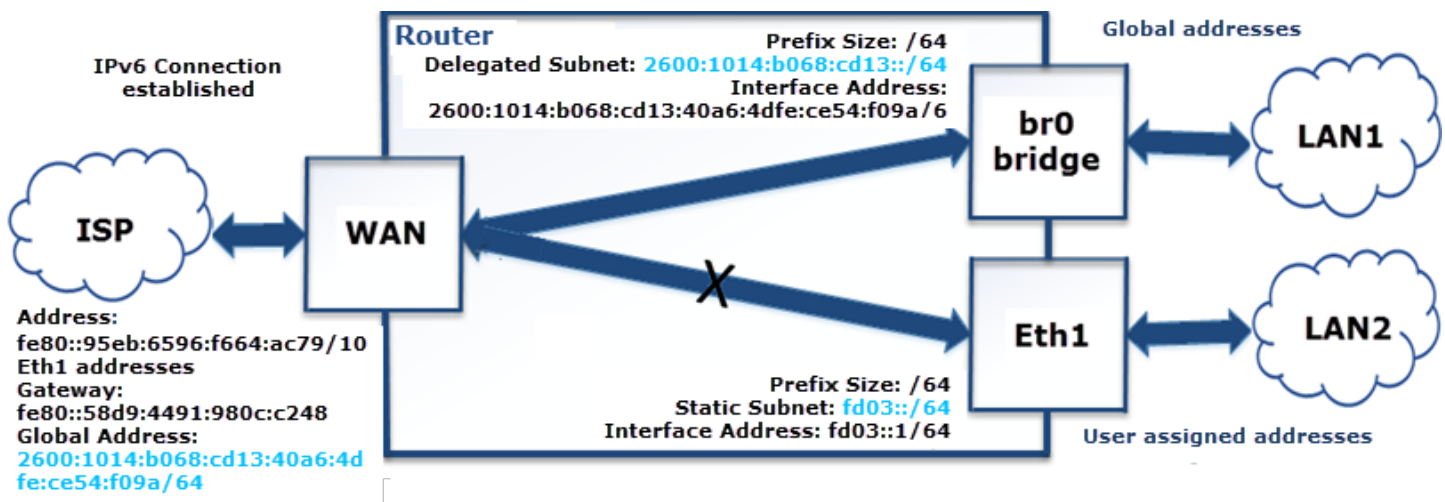 Router
Prefix Size: /64
Delegated Subnet: 2600:1014:b068:cd13::/64
Interface Address:
2600:1014:b068:cd13:40a6:4dfe:ce54:f09a/6
Global addresses
IPv6 Connection
established
br0
bridge
LAN1
ISP
WAN
X
Eth1
LAN2
Address:
fe80::95eb:6596:f664:ac79/10
Eth1 addresses
Gateway:
fe80::58d9:4491:980c:c248
Global Address:
2600:1014:b068:cd13:40a6:4d
fe:ce54:f09a/64
Prefix Size: /64
Static Subnet: fd03::/64
Interface Address: fd03::1/64
User assigned addresses